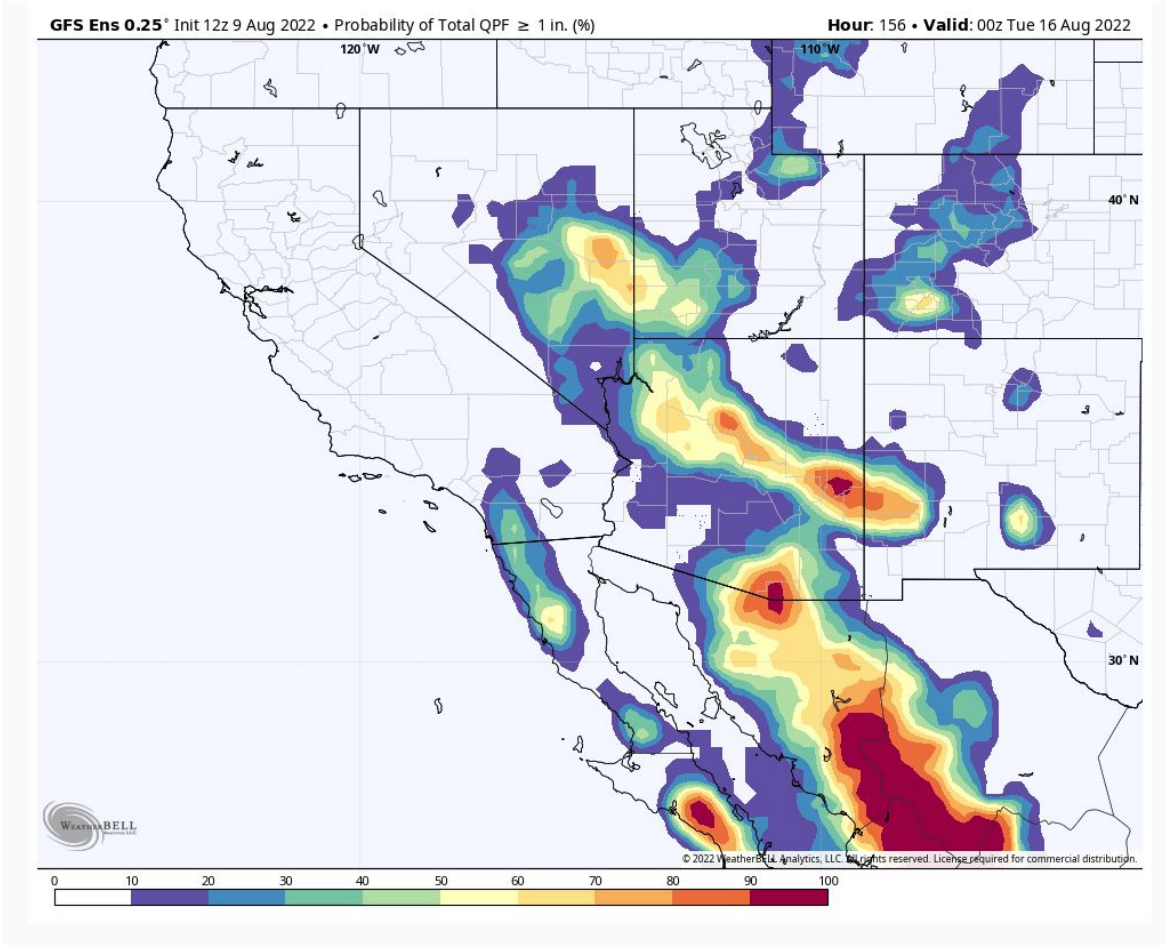 GFS Ens 0.25° Init 12z 9 Aug 2022 • Probability of Total QPF ≥ 1 in. (%) Hour: 156 • Valid: 00z Tue 16 Aug 2022
120°W 110°W
40°N
30°N
WEATHERBELL
© 2022 WeatherBELL Analytics, LLC. All rights reserved. License required for commercial distribution.
0 10 20 30 40 50 60 70 80 90 100